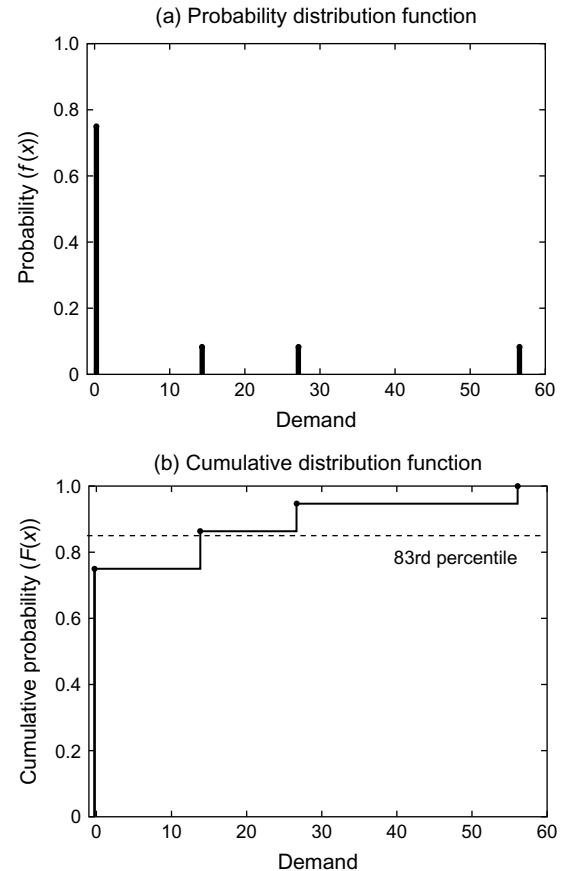 (a) Probability distribution function
1.0
0.8
0.6
0.4
0.2
0
Probability (f(x))
0 10 20 30 40 50 60
Demand
(b) Cumulative distribution function
1.0
0.8
0.6
0.4
0.2
0
Cumulative probability (F(x))
83rd percentile
0 10 20 30 40 50 60
Demand